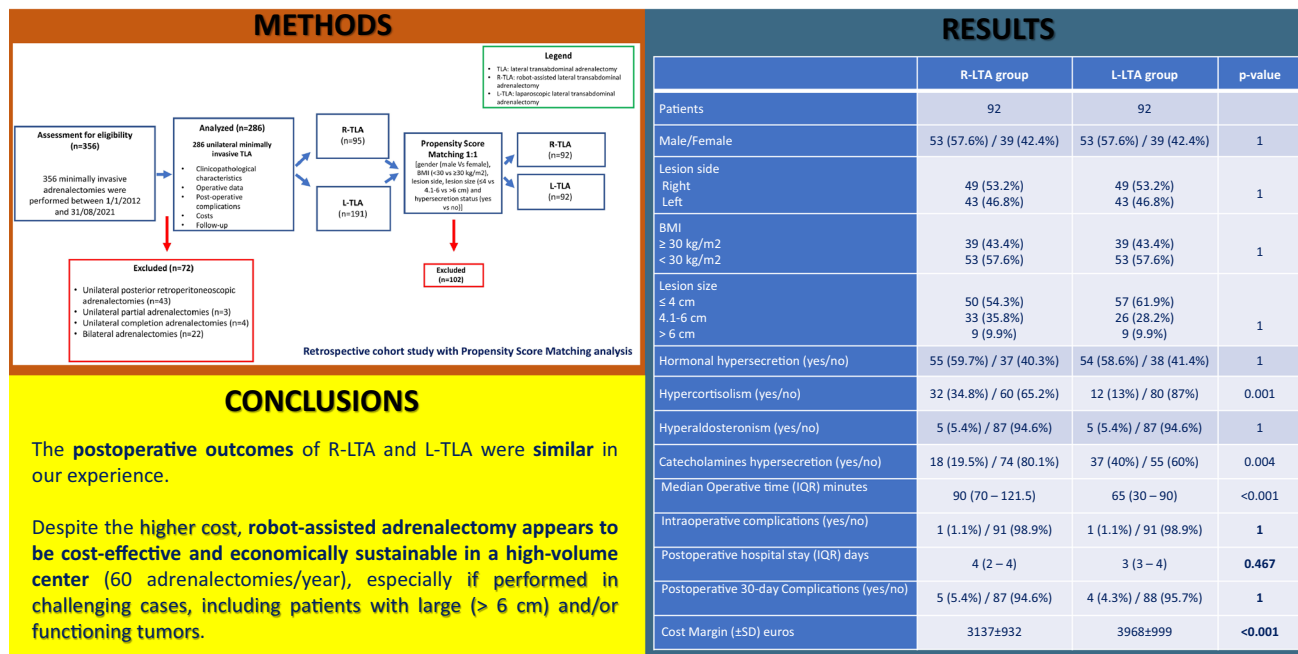 METHODS
Legend
• TLA: lateral transabdominal adrenalectomy
• R-TLA: robot-assisted lateral transabdominal
adrenalectomy
• L-TLA: laparoscopic lateral transabdominal
adrenalectomy
Assessment for eligibility
(n=356)
356 minimally invasive
adrenalectomies were
performed between 1/1/2012
and 31/08/2021
Analyzed (n=286)
286 unilateral minimally
invasive TLA
• Clinicopathological
characteristics
• Operative data
• Post-operative
complications
• Costs
• Follow-up
R-TLA
(n=95)
L-TLA
(n=191)
Propensity Score
Matching 1:1
[gender (male Vs female),
BMI (<30 vs ≥30 kg/m2),
lesion side, lesion size (≤4 vs
4.1-6 vs >6 cm) and
hypersecretion status (yes
vs no)]
R-TLA
(n=92)
L-TLA
(n=92)
Excluded (n=72)
• Unilateral posterior retroperitoneoscopic
adrenalectomies (n=43)
• Unilateral partial adrenalectomies (n=3)
• Unilateral completion adrenalectomies (n=4)
• Bilateral adrenalectomies (n=22)
Excluded
(n=102)
Retrospective cohort study with Propensity Score Matching analysis
CONCLUSIONS
The postoperative outcomes of R-LTA and L-TLA were similar in
our experience.
Despite the higher cost, robot-assisted adrenalectomy appears to
be cost-effective and economically sustainable in a high-volume
center (60 adrenalectomies/year), especially if performed in
challenging cases, including patients with large (> 6 cm) and/or
functioning tumors.
RESULTS
R-LTA group L-LTA group p-value
Patients 92 92
Male/Female 53 (57.6%) / 39 (42.4%) 53 (57.6%) / 39 (42.4%) 1
Lesion side
Right 49 (53.2%) 49 (53.2%) 1
Left 43 (46.8%) 43 (46.8%)
BMI
≥ 30 kg/m2 39 (43.4%) 39 (43.4%) 1
< 30 kg/m2 53 (57.6%) 53 (57.6%)
Lesion size
≤ 4 cm 50 (54.3%) 57 (61.9%)
4.1-6 cm 33 (35.8%) 26 (28.2%)
> 6 cm 9 (9.9%) 9 (9.9%) 1
Hormonal hypersecretion (yes/no) 55 (59.7%) / 37 (40.3%) 54 (58.6%) / 38 (41.4%) 1
Hypercortisolism (yes/no) 32 (34.8%) / 60 (65.2%) 12 (13%) / 80 (87%) 0.001
Hyperaldosteronism (yes/no) 5 (5.4%) / 87 (94.6%) 5 (5.4%) / 87 (94.6%) 1
Catecholamines hypersecretion (yes/no) 18 (19.5%) / 74 (80.1%) 37 (40%) / 55 (60%) 0.004
Median Operative time (IQR) minutes 90 (70 – 121.5) 65 (30 – 90) <0.001
Intraoperative complications (yes/no) 1 (1.1%) / 91 (98.9%) 1 (1.1%) / 91 (98.9%) 1
Postoperative hospital stay (IQR) days 4 (2 – 4) 3 (3 – 4) 0.467
Postoperative 30-day Complications (yes/no) 5 (5.4%) / 87 (94.6%) 4 (4.3%) / 88 (95.7%) 1
Cost Margin (±SD) euros 3137±932 3968±999 <0.001